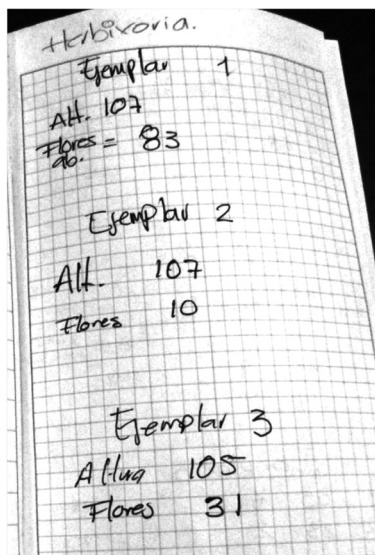 Herbivoria.
Ejemplar 1
Alt. 107
Flores = 83
ab.
Ejemplar 2
Alt. 107
Flores 10
Ejemplar 3
Altura 105
Flores 31